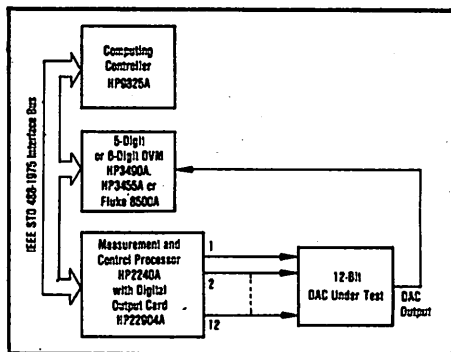 IEEE STD 488-1975 Interface Bus
Computing
Controller
HP9825A
5-Digit
or 6-Digit DVM
HP3490A,
HP3455A or
Fluke 8500A
Measurement and
Control Processor
HP2240A
with Digital
Output Card
HP22904A
1
2
12
12-Bit
DAC Under Test
DAC
Output